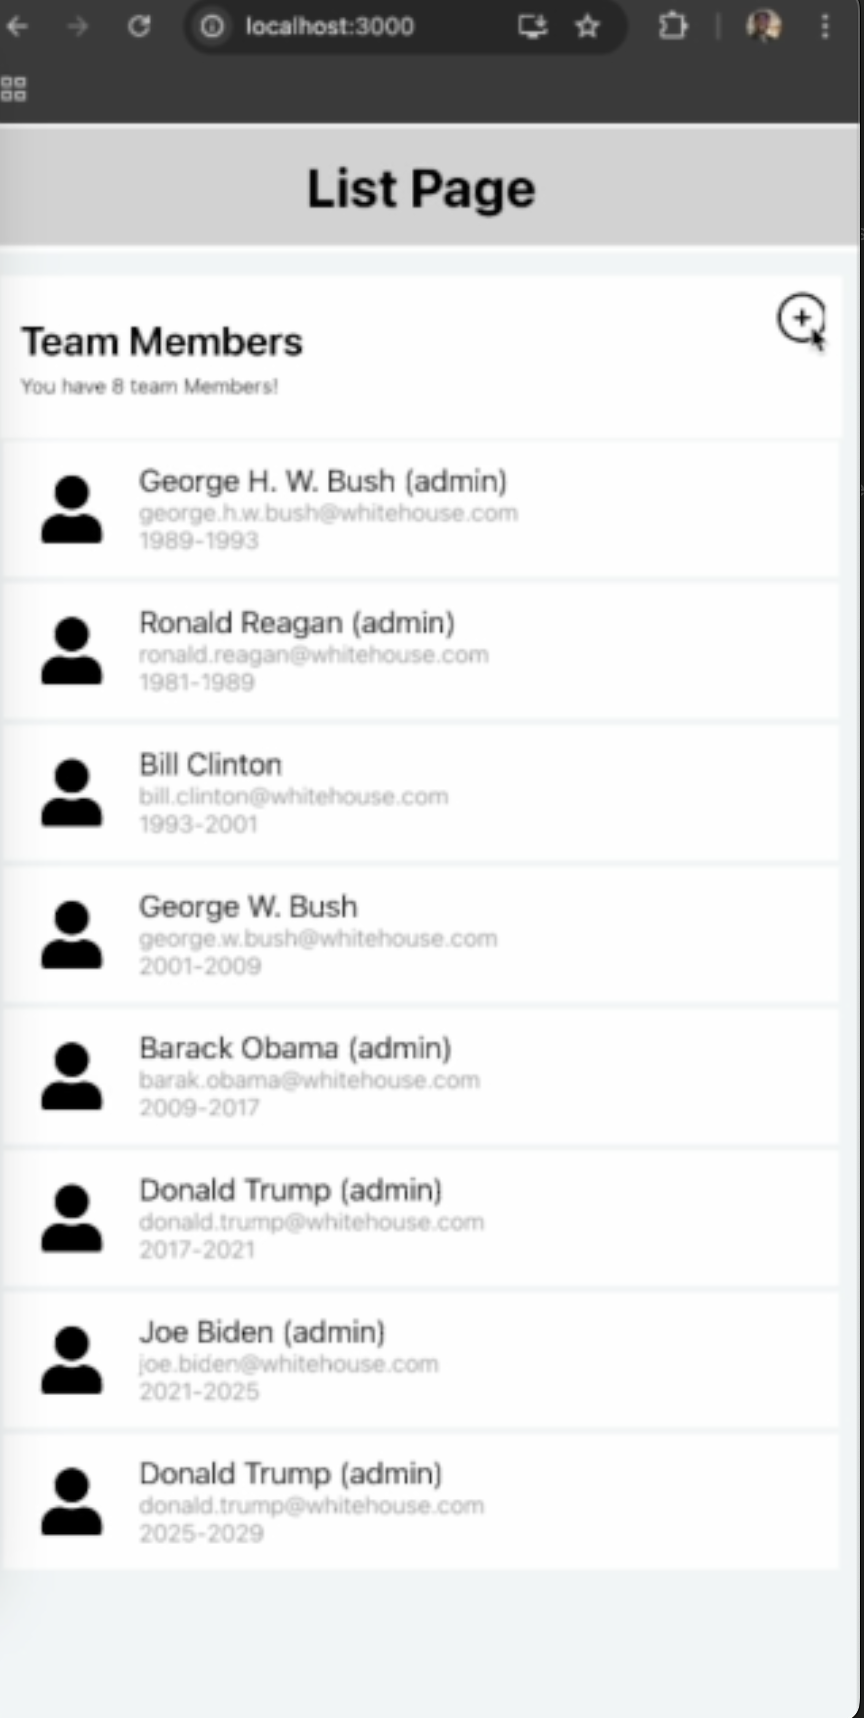 localhost:3000
List Page
Team Members
You have 8 team Members!
George H. W. Bush (admin)
george.h.w.bush@whitehouse.com
1989-1993
Ronald Reagan (admin)
ronald.reagan@whitehouse.com
1981-1989
Bill Clinton
bill.clinton@whitehouse.com
1993-2001
George W. Bush
george.w.bush@whitehouse.com
2001-2009
Barack Obama (admin)
barak.obama@whitehouse.com
2009-2017
Donald Trump (admin)
donald.trump@whitehouse.com
2017-2021
Joe Biden (admin)
joe.biden@whitehouse.com
2021-2025
Donald Trump (admin)
donald.trump@whitehouse.com
2025-2029